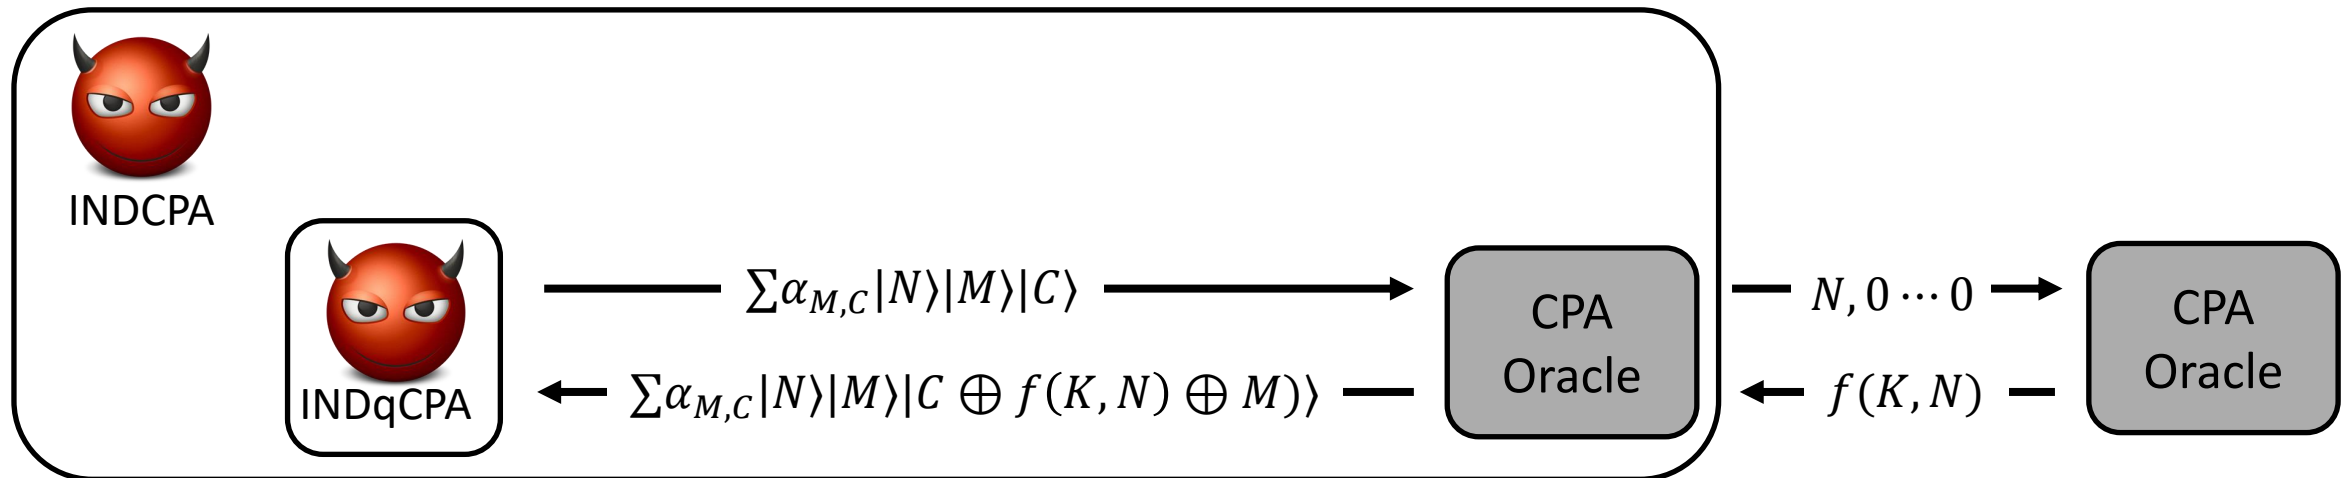 INDCPA
INDqCPA
∑α_{M,C}|N⟩|M⟩|C⟩
∑α_{M,C}|N⟩|M⟩|C ⊕ f(K, N) ⊕ M)⟩
CPA
Oracle
N, 0 ⋯ 0
f(K, N)
CPA
Oracle